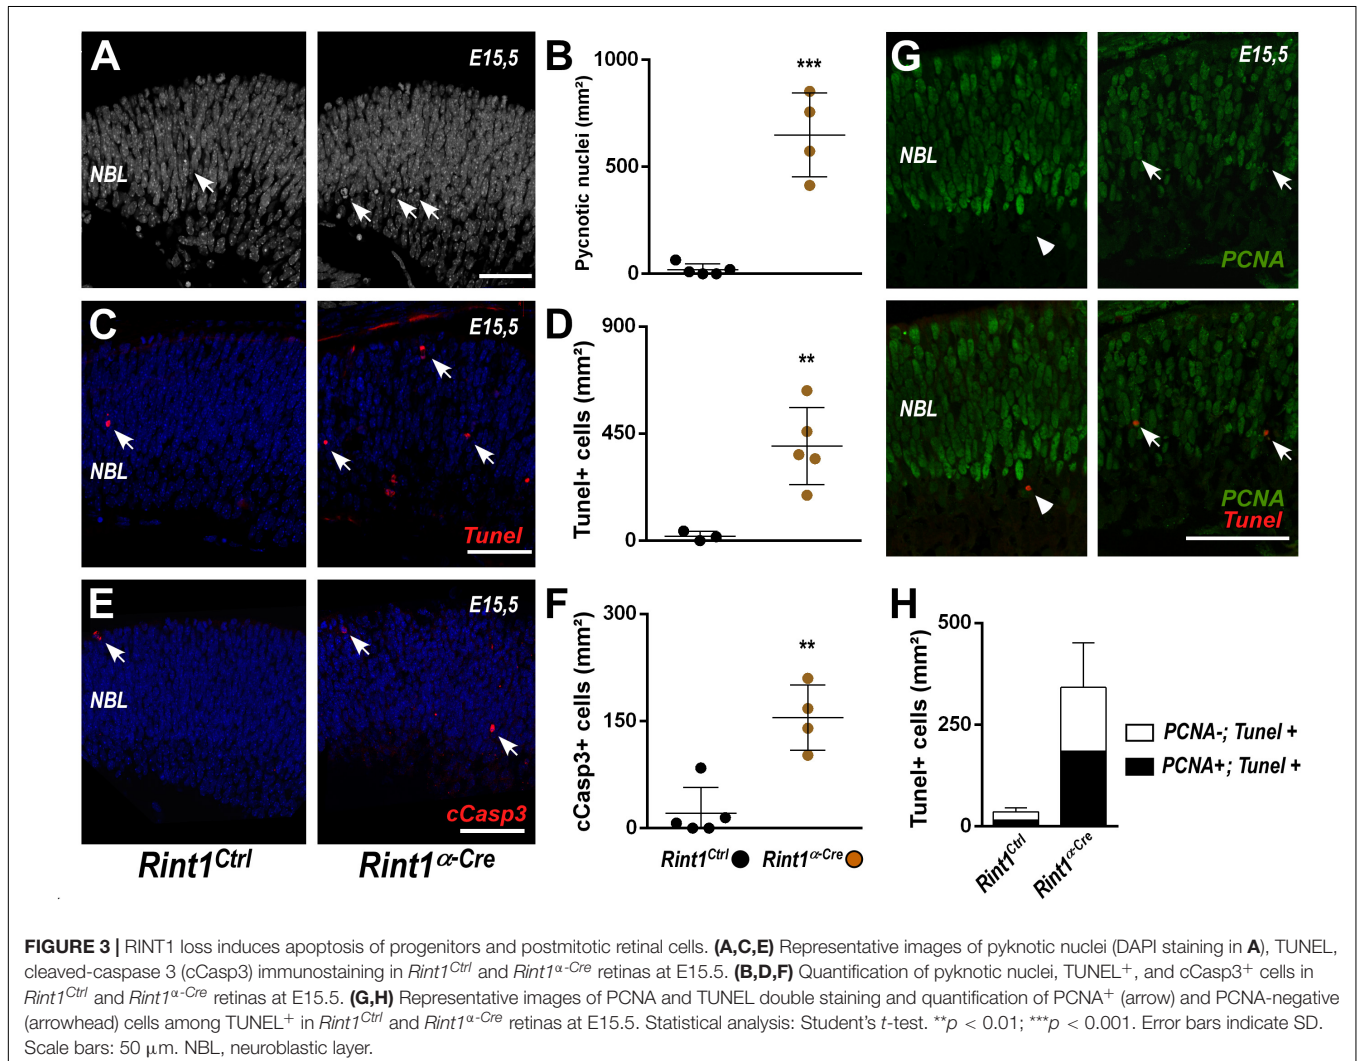 A
E15,5
NBL
B
Pycnotic nuclei (mm²)
1000
500
0
***
C
E15,5
NBL
Tunel
D
Tunel+ cells (mm²)
900
450
0
**
E
E15,5
NBL
cCasp3
Rint1Ctrl
Rint1α-Cre
F
cCasp3+ cells (mm²)
300
150
0
**
Rint1Ctrl
Rint1α-Cre
G
E15,5
NBL
PCNA
NBL
PCNA
Tunel
H
Tunel+ cells (mm²)
500
250
0
PCNA-; Tunel +
PCNA+; Tunel +
Rint1Ctrl
Rint1α-Cre
FIGURE 3 | RINT1 loss induces apoptosis of progenitors and postmitotic retinal cells. (A,C,E) Representative images of pyknotic nuclei (DAPI staining in A), TUNEL,
cleaved-caspase 3 (cCasp3) immunostaining in Rint1Ctrl and Rint1α-Cre retinas at E15.5. (B,D,F) Quantification of pyknotic nuclei, TUNEL+, and cCasp3+ cells in
Rint1Ctrl and Rint1α-Cre retinas at E15.5. (G,H) Representative images of PCNA and TUNEL double staining and quantification of PCNA+ (arrow) and PCNA-negative
(arrowhead) cells among TUNEL+ in Rint1Ctrl and Rint1α-Cre retinas at E15.5. Statistical analysis: Student's t-test. **p < 0.01; ***p < 0.001. Error bars indicate SD.
Scale bars: 50 μm. NBL, neuroblastic layer.